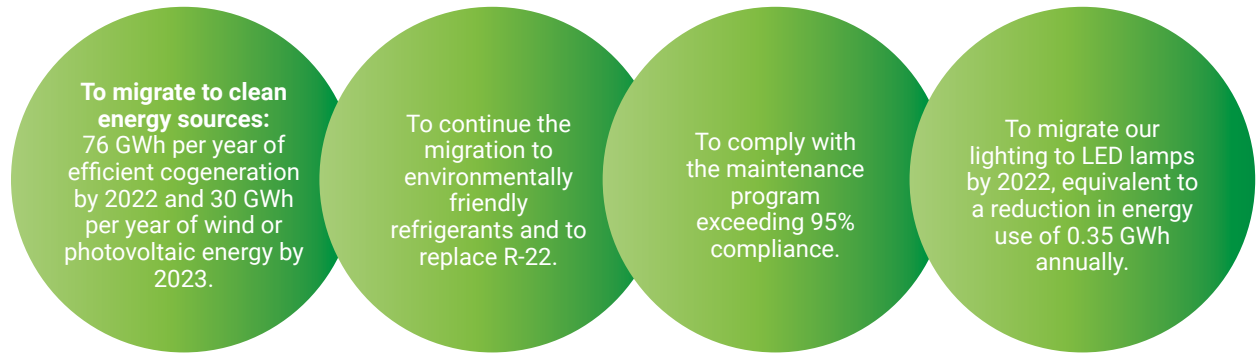 To migrate to clean
energy sources:
76 GWh per year of
efficient cogeneration
by 2022 and 30 GWh
per year of wind or
photovoltaic energy by
2023.
To continue the
migration to
environmentally
friendly
refrigerants and to
replace R-22.
To comply with
the maintenance
program
exceeding 95%
compliance.
To migrate our
lighting to LED lamps
by 2022, equivalent to
a reduction in energy
use of 0.35 GWh
annually.